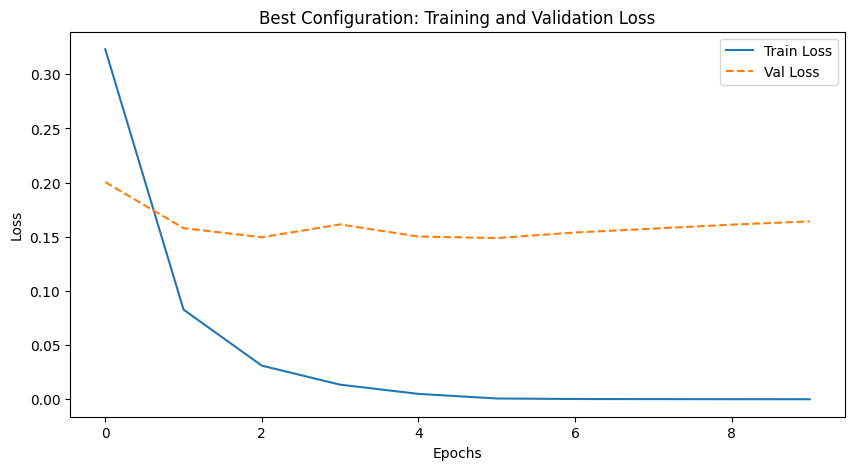 Best Configuration: Training and Validation Loss
Train Loss
Val Loss
Loss
0.30
0.25
0.20
0.15
0.10
0.05
0.00
0 2 4 6 8
Epochs